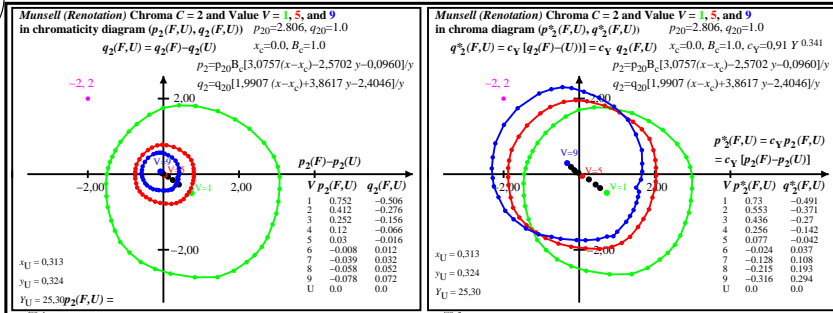 Munsell (Renotation) Chroma C = 2 and Value V = 1, 5, and 9
in chromaticity diagram (p2(F,U), q2(F,U)) p20=2.806, q20=1.0
q2(F,U) = q2(F)−q2(U) xc=0.0, Bc=1.0
p2=p20Bc[3,0757(x−xc)−2,5702 y−0,0960]/y
q2=q20[1,9907 (x−xc)+3,8617 y−2,4046]/y
−2, 2
2,00
V=9
V=5
V=1
−2,00
2,00
−2,00
p2(F)−p2(U)
V p2(F,U) q2(F,U)
1 0.752 −0.506
2 0.412 −0.276
3 0.252 −0.156
4 0.12 −0.066
5 0.03 −0.016
6 −0.008 0.012
7 −0.039 0.032
8 −0.058 0.052
9 −0.078 0.072
U 0.0 0.0
xU = 0,313
yU = 0,324
YU = 25,30
p2(F,U) =
Munsell (Renotation) Chroma C = 2 and Value V = 1, 5, and 9
in chroma diagram (p*2(F,U), q*2(F,U)) p20=2.806, q20=1.0
q*2(F,U) = cY [q2(F)−(U))] = cY q2(F,U) xc=0.0, Bc=1.0, cY=0,91 Y 0.341
p2=p20Bc[3,0757(x−xc)−2,5702 y−0,0960]/y
q2=q20[1,9907 (x−xc)+3,8617 y−2,4046]/y
−2, 2
2,00
V=9
V=5
V=1
−2,00
2,00
−2,00
p*2(F,U) = cY p2(F,U)
= cY [p2(F)−p2(U)]
V p*2(F,U) q*2(F,U)
1 0.73 −0.491
2 0.553 −0.371
3 0.436 −0.27
4 0.256 −0.142
5 0.077 −0.042
6 −0.024 0.037
7 −0.128 0.108
8 −0.215 0.193
9 −0.316 0.294
U 0.0 0.0
xU = 0,313
yU = 0,324
YU = 25,30